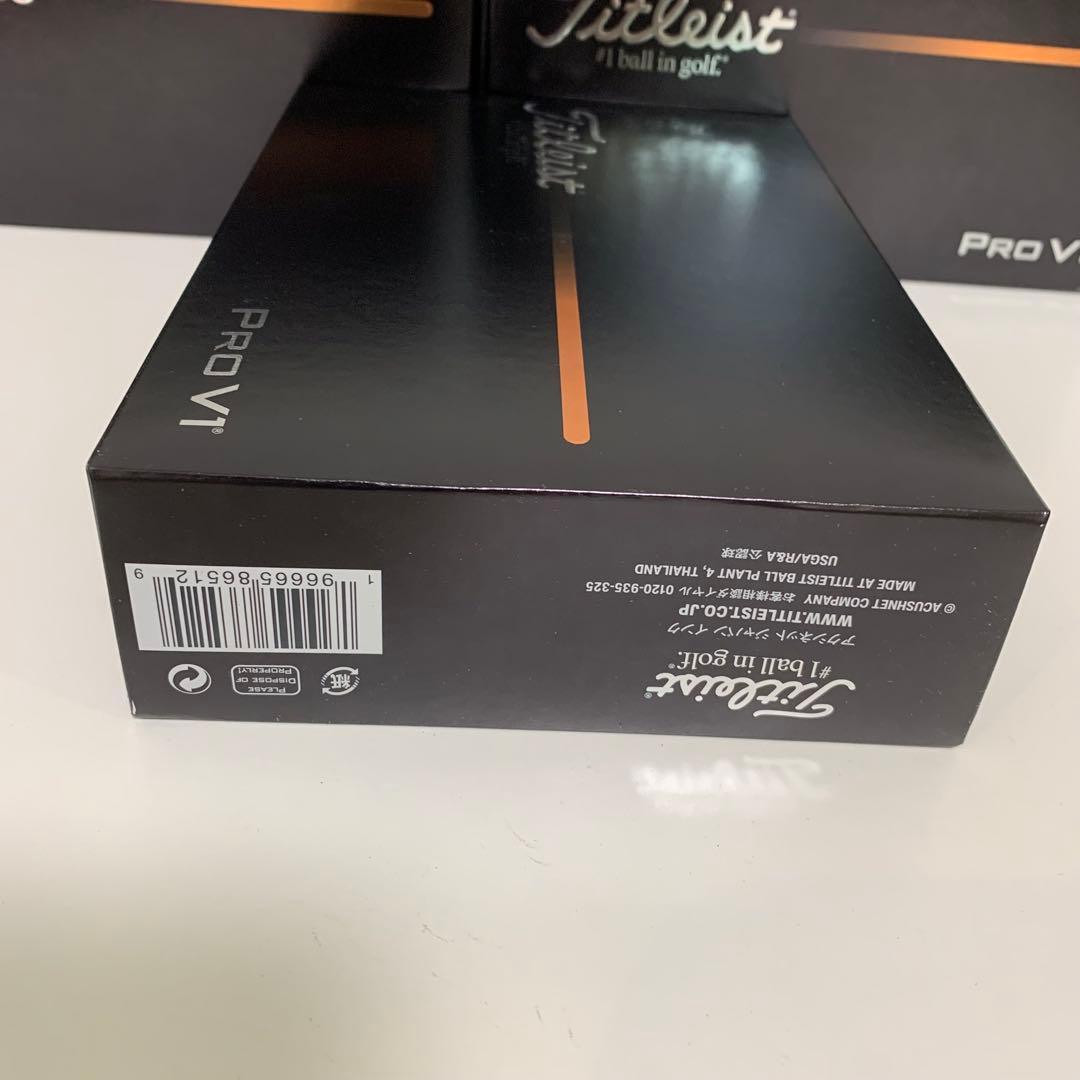 Titleist®
#1 ball in golf.®
PRO V1
Titleist
PRO V1®
Titleist®
#1 ball in golf.®
アクシネット ジャパン インク
WWW.TITLEIST.CO.JP
© ACUSHNET COMPANY お客様相談ダイヤル 0120-935-325
MADE AT TITLEIST BALL PLANT 4, THAILAND
USGA/R&A 公認球
紙
PLEASE
DISPOSE OF
PROPERLY!
1 96665 86512 9